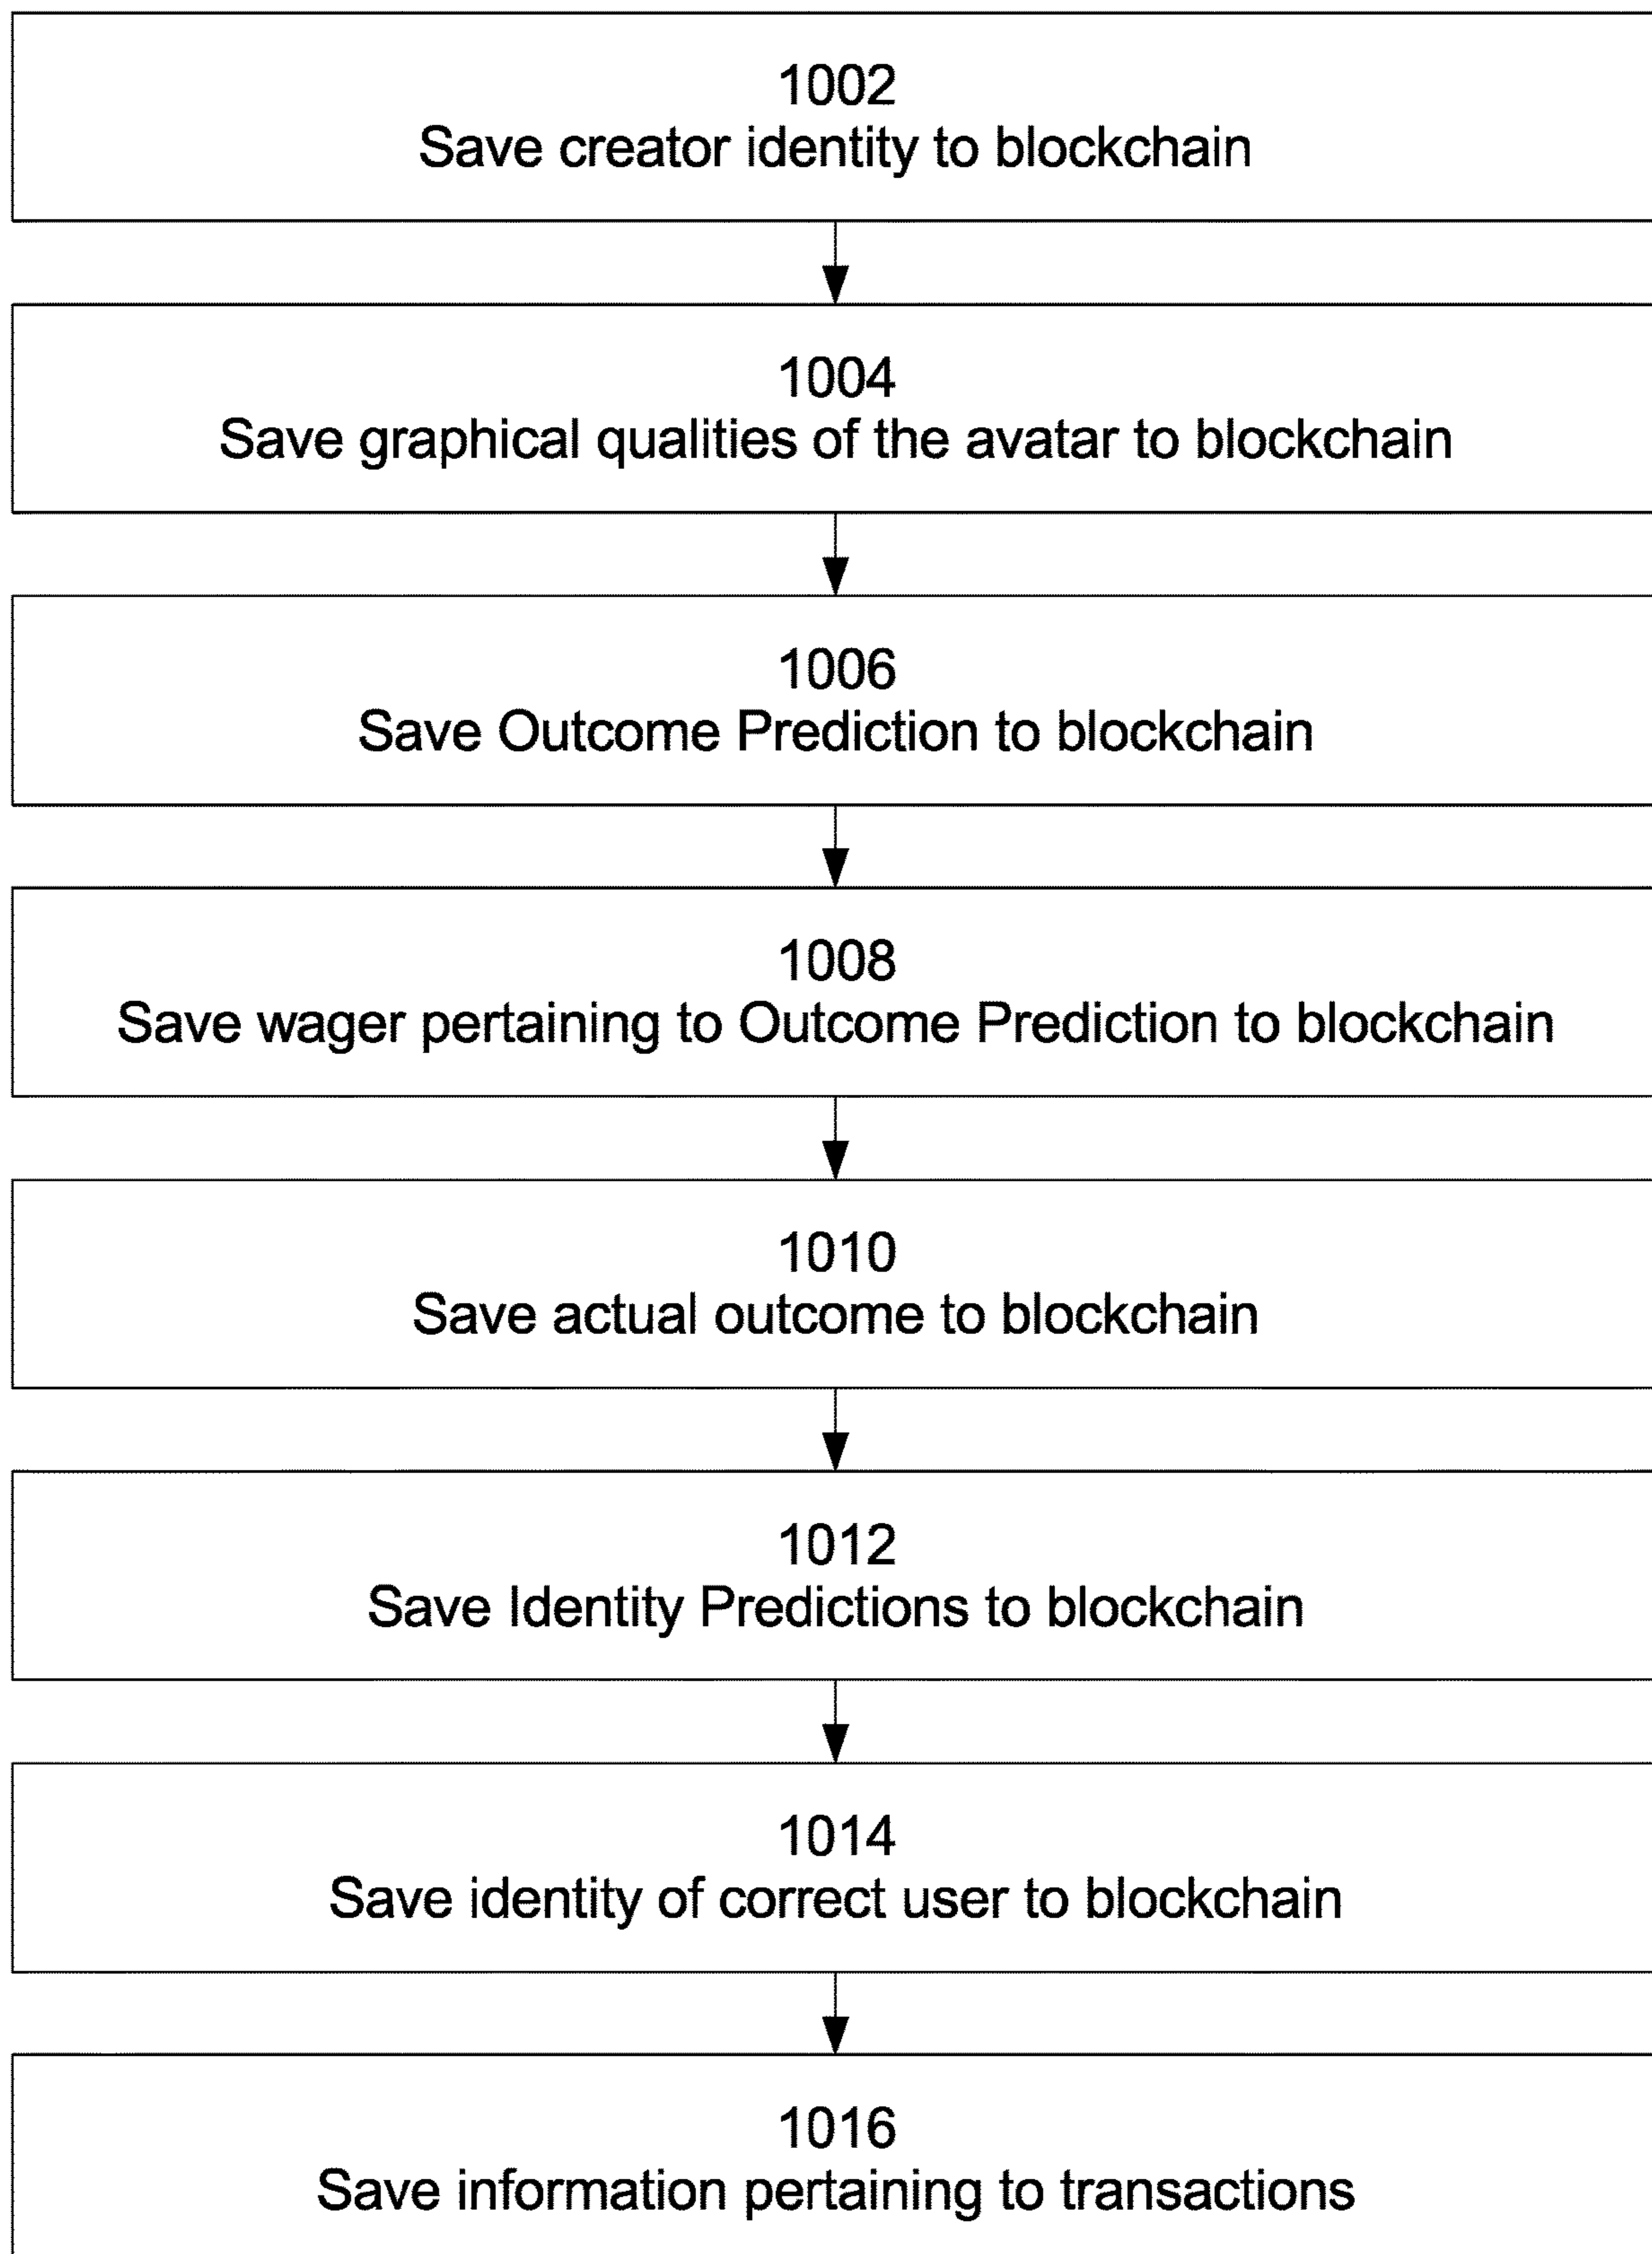 1002
Save creator identity to blockchain
1004
Save graphical qualities of the avatar to blockchain
1006
Save Outcome Prediction to blockchain
1008
Save wager pertaining to Outcome Prediction to blockchain
1010
Save actual outcome to blockchain
1012
Save Identity Predictions to blockchain
1014
Save identity of correct user to blockchain
1016
Save information pertaining to transactions